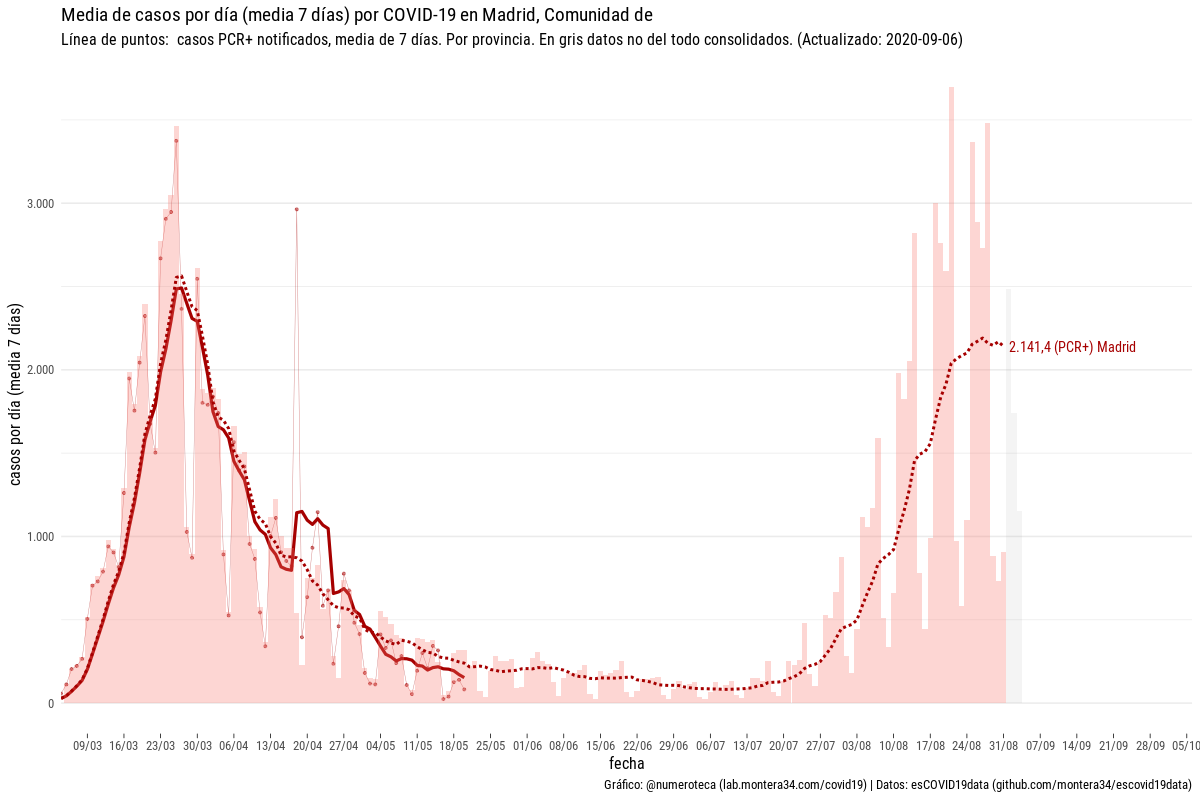 Media de casos por día (media 7 días) por COVID-19 en Madrid, Comunidad de
Línea de puntos:  casos PCR+ notificados, media de 7 días. Por provincia. En gris datos no del todo consolidados. (Actualizado: 2020-09-06)
casos por día (media 7 días)
3.000
2.000
1.000
0
2.141,4 (PCR+) Madrid
09/03 16/03 23/03 30/03 06/04 13/04 20/04 27/04 04/05 11/05 18/05 25/05 01/06 08/06 15/06 22/06 29/06 06/07 13/07 20/07 27/07 03/08 10/08 17/08 24/08 31/08 07/09 14/09 21/09 28/09 05/10
fecha
Gráfico: @numeroteca (lab.montera34.com/covid19) | Datos: esCOVID19data (github.com/montera34/escovid19data)